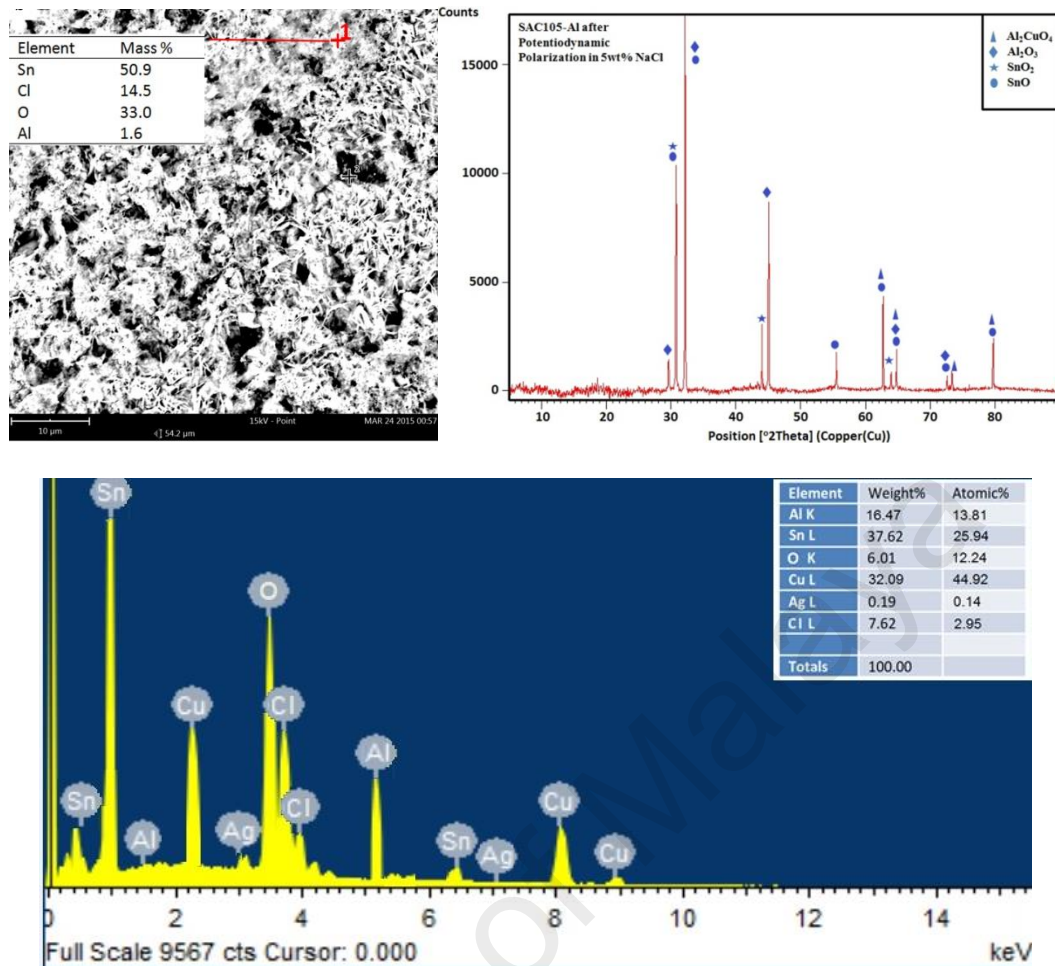 Element Mass %
Sn 50.9
Cl 14.5
O 33.0
Al 1.6
1
10 µm
54.2 µm
15kV - Point
MAR 24 2015 00:57
Counts
SAC105-Al after
Potentiodynamic
Polarization in 5wt% NaCl
Al₂CuO₄
Al₂O₃
SnO₂
SnO
15000
10000
5000
0
10 20 30 40 50 60 70 80
Position [°2Theta] (Copper(Cu))
Element Weight% Atomic%
Al K 16.47 13.81
Sn L 37.62 25.94
O K 6.01 12.24
Cu L 32.09 44.92
Ag L 0.19 0.14
Cl L 7.62 2.95
Totals 100.00
Sn
O
Cu
Cl
Al
Sn
Al
Ag
Cl
Sn
Ag
Cu
Cu
0 2 4 6 8 10 12 14
Full Scale 9567 cts Cursor: 0.000 keV
of Malaya